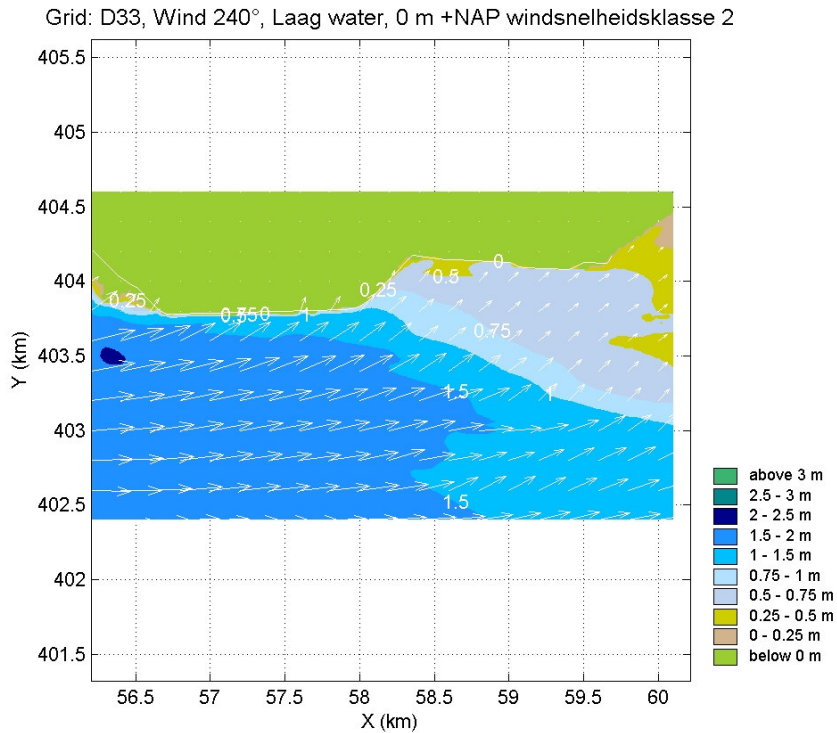 Grid: D33, Wind 240°, Laag water, 0 m +NAP windsnelheidsklasse 2
405.5
405
404.5
404
403.5
403
402.5
402
401.5
Y (km)
0
0.5
0.25
0.25
0
1
0.75
1.5
1
1.5
56.5 57 57.5 58 58.5 59 59.5 60
X (km)
above 3 m
2.5 - 3 m
2 - 2.5 m
1.5 - 2 m
1 - 1.5 m
0.75 - 1 m
0.5 - 0.75 m
0.25 - 0.5 m
0 - 0.25 m
below 0 m